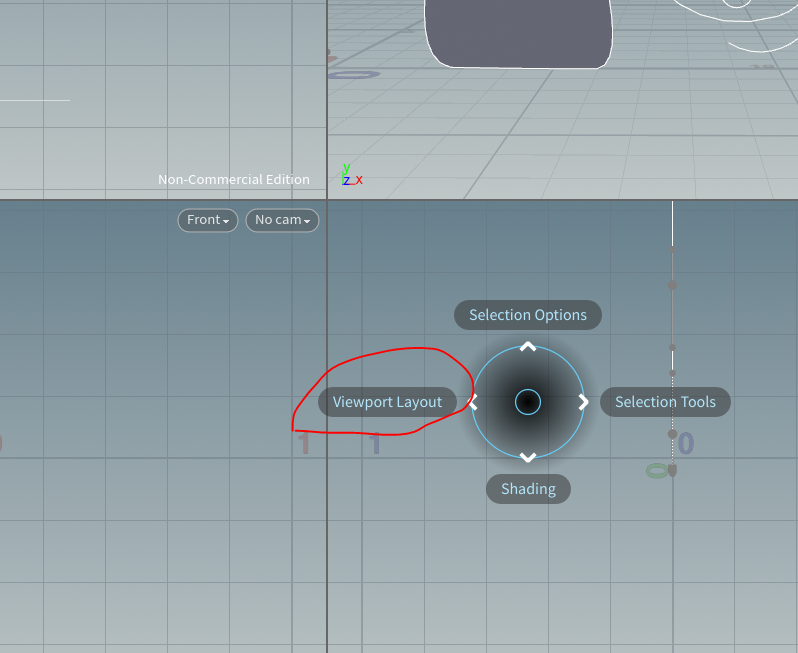 y
z x
Non-Commercial Edition
Front No cam
Selection Options
Viewport Layout Selection Tools
1 1 0
Shading